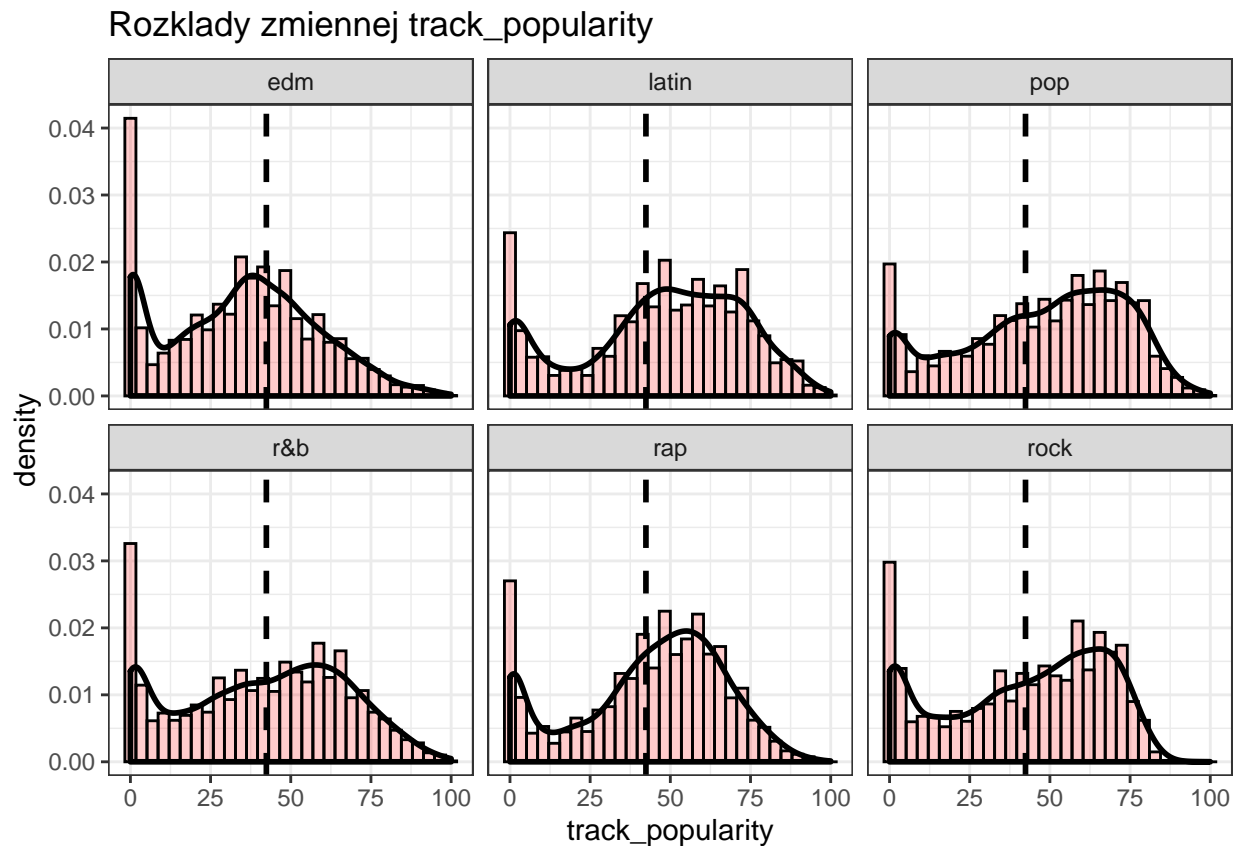 Rozklady zmiennej track_popularity
edm
latin
pop
0.04
0.03
0.02
0.01
0.00
density
r&b
rap
rock
0.04
0.03
0.02
0.01
0.00
0 25 50 75 100
0 25 50 75 100
0 25 50 75 100
track_popularity